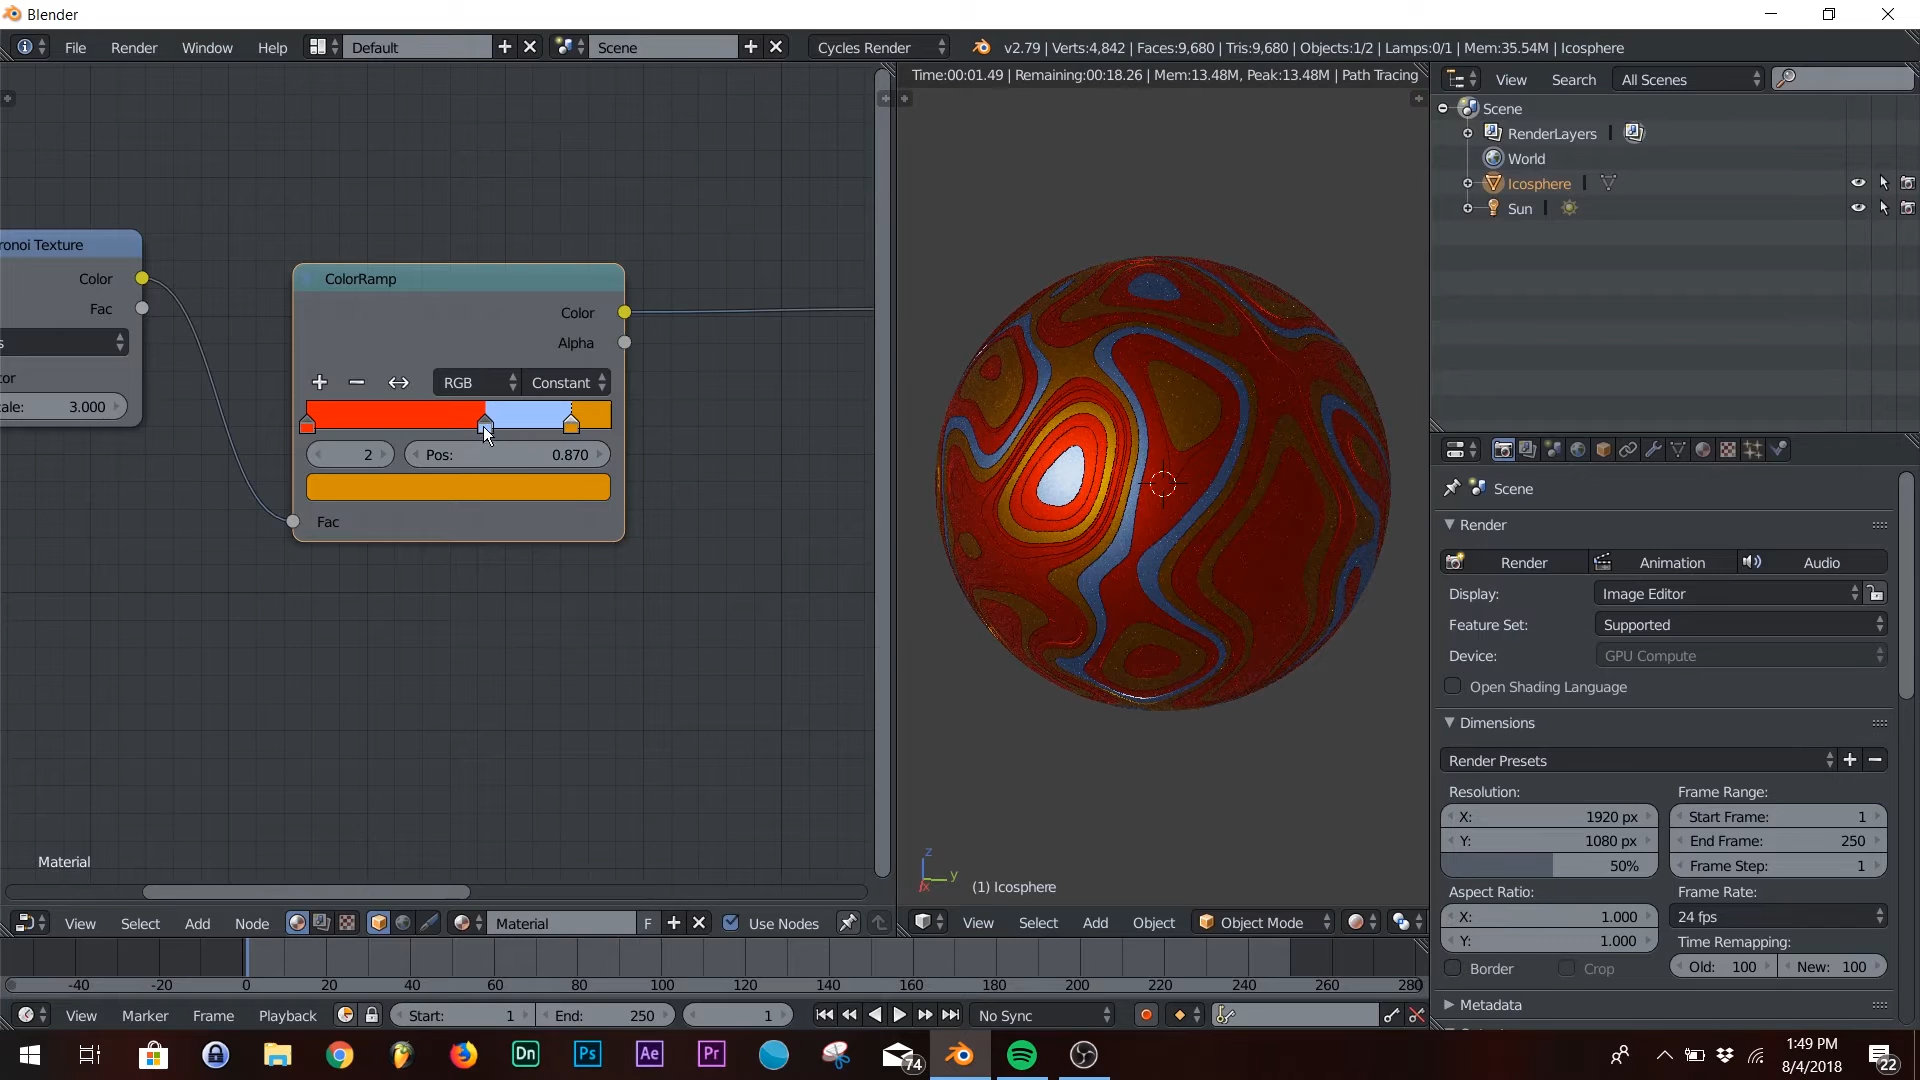 Blender
File Render Window Help Default Scene Cycles Render v2.79 | Verts:4,842 | Faces:9,680 | Tris:9,680 | Objects:1/2 | Lamps:0/1 | Mem:35.54M | Icosphere
ronoi Texture
Color
Fac
s
tor
ale: 3.000
ColorRamp
Color
Alpha
RGB Constant
2 Pos: 0.870
Fac
Material
View Select Add Node Material F Use Nodes
Time:00:01.49 | Remaining:00:18.26 | Mem:13.48M, Peak:13.48M | Path Tracing
z
y
x
(1) Icosphere
View Select Add Object Object Mode
View Search All Scenes
Scene
RenderLayers |
World
Icosphere |
Sun |
Scene
Render
Render Animation Audio
Display: Image Editor
Feature Set: Supported
Device: GPU Compute
Open Shading Language
Dimensions
Render Presets
Resolution: Frame Range:
X: 1920 px Start Frame: 1
Y: 1080 px End Frame: 250
50% Frame Step: 1
Aspect Ratio: Frame Rate:
X: 1.000 24 fps
Y: 1.000 Time Remapping:
Border Crop Old: 100 New: 100
Metadata
-40 -20 0 20 40 60 80 100 120 140 160 180 200 220 240 260 280
View Marker Frame Playback Start: 1 End: 250 1 No Sync
Dn Ps Ae Pr 74
1:49 PM
8/4/2018
22